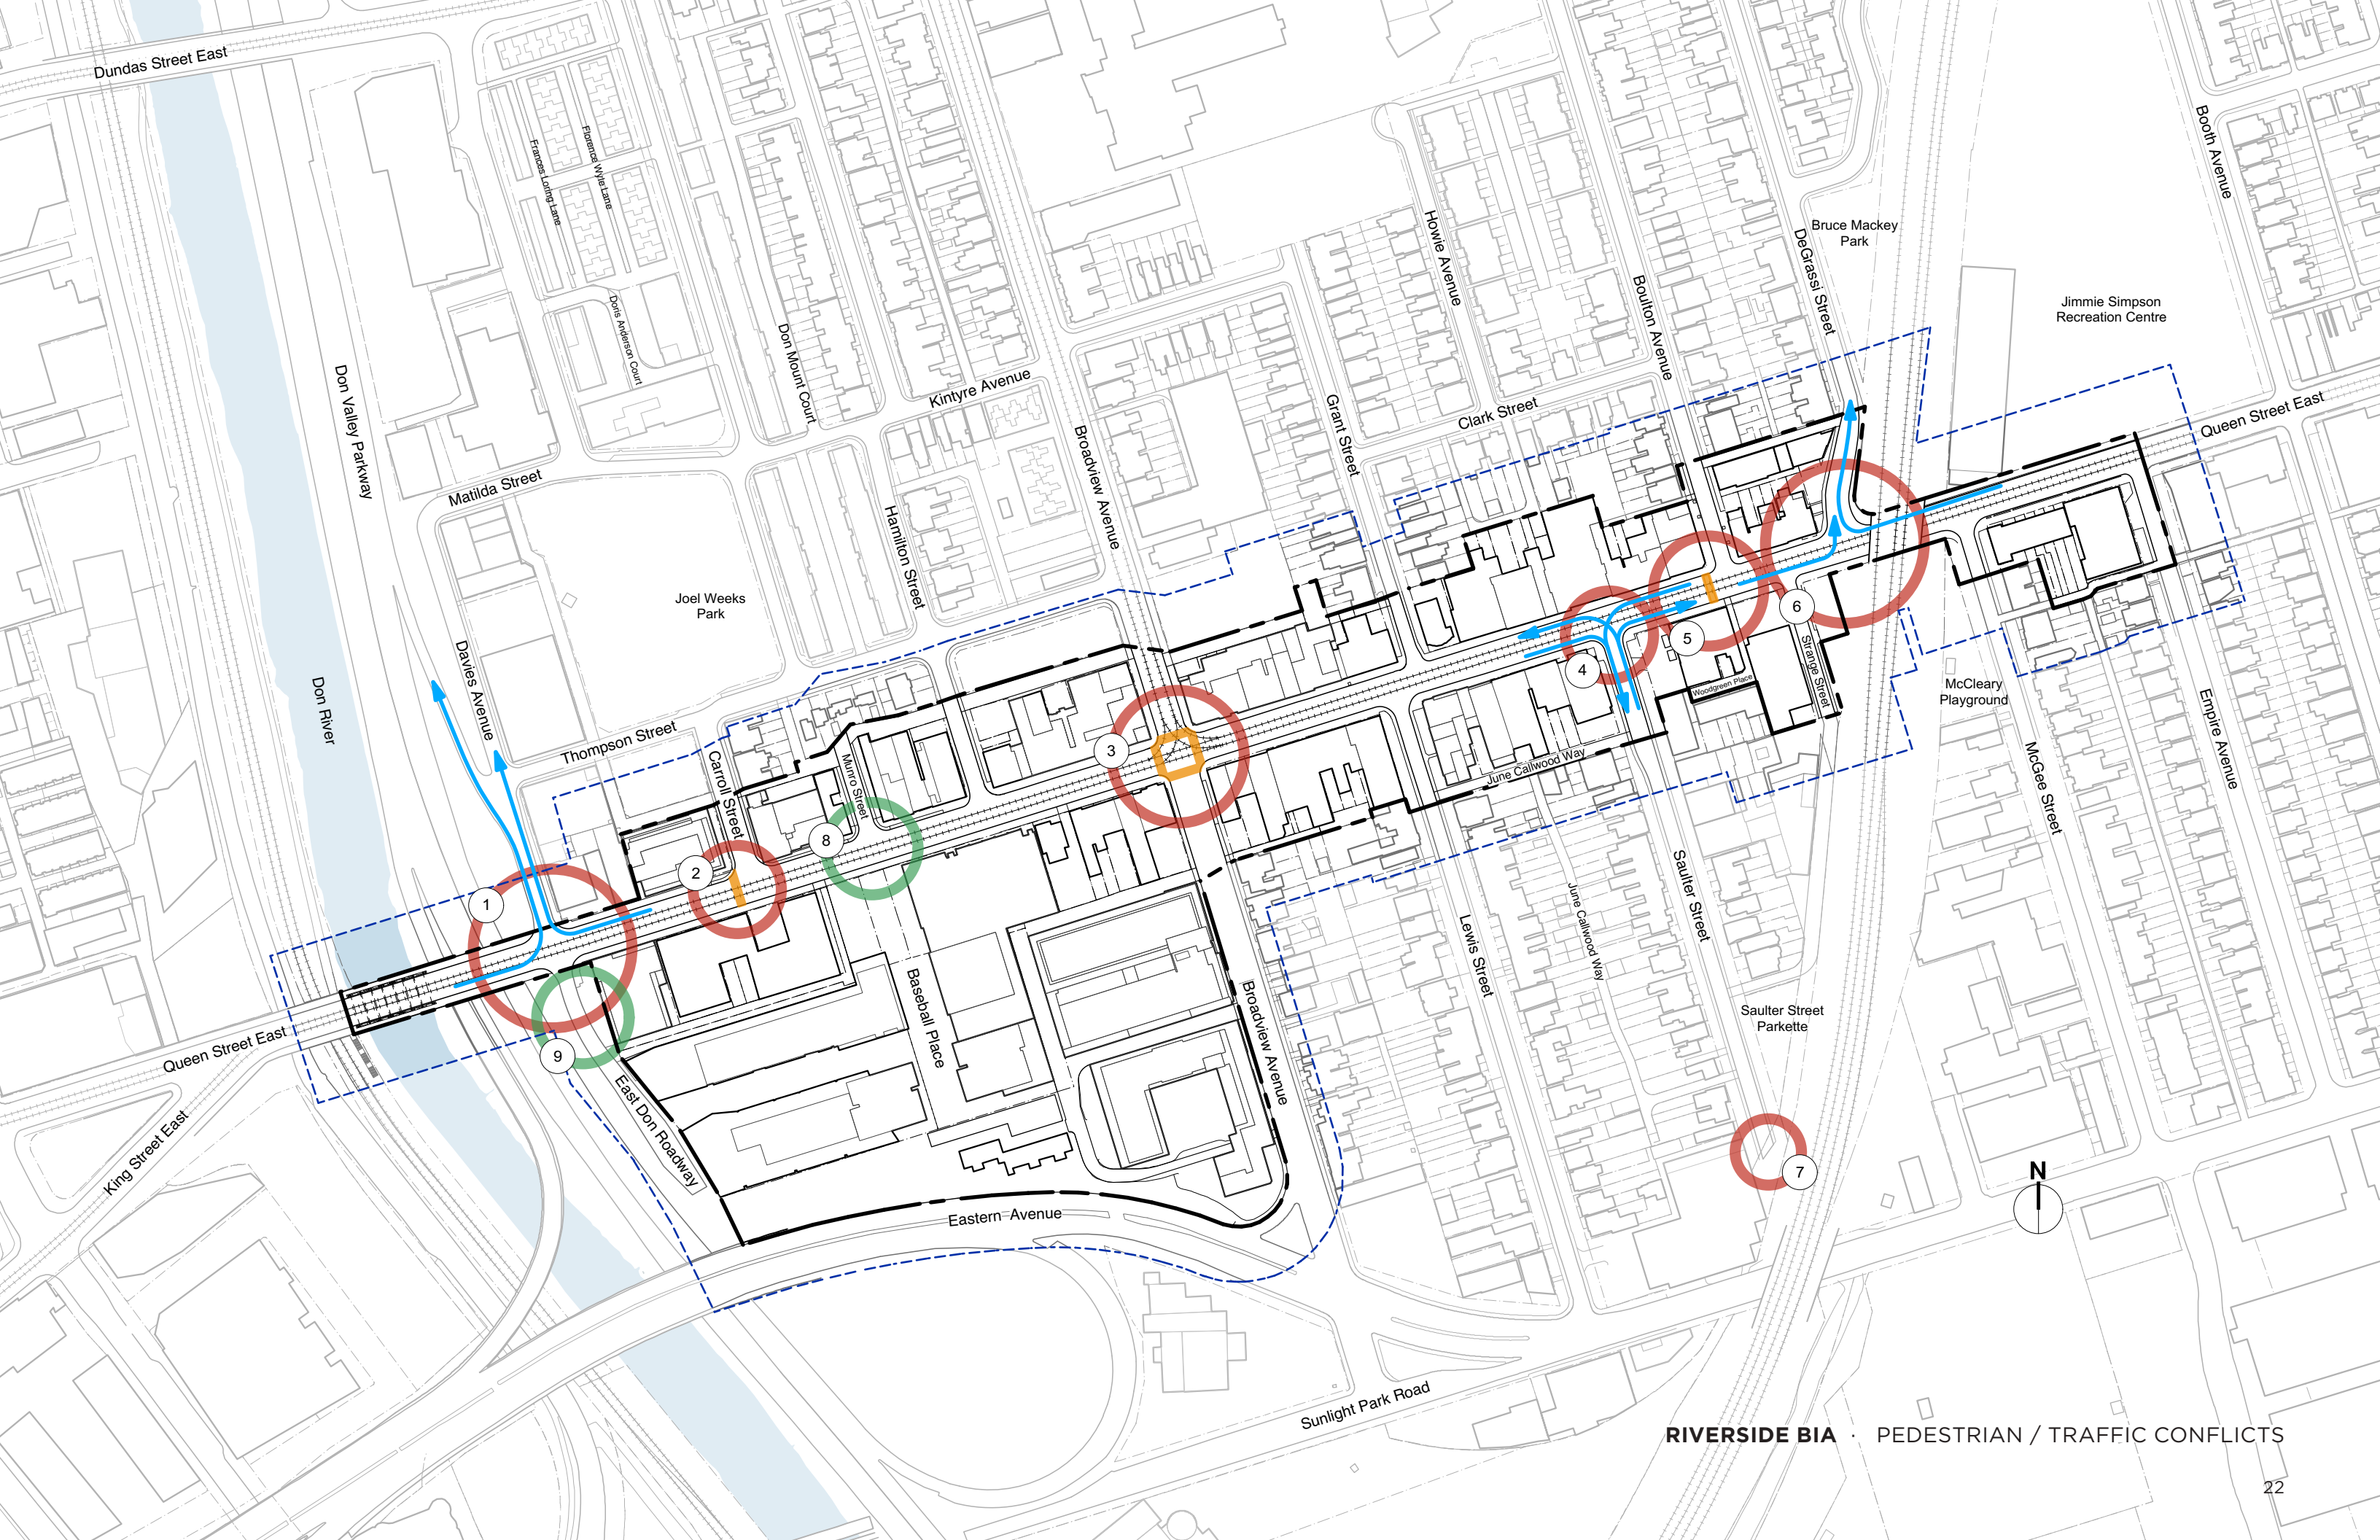 Dundas Street East
Frances Loring Lane
Florence Wyle Lane
Booth Avenue
Howie Avenue
Bruce Mackey
Park
DeGrassi Street
Boulton Avenue
Jimmie Simpson
Recreation Centre
Doris Anderson Court
Don Mount Court
Don Valley Parkway
Kintyre Avenue
Grant Street
Clark Street
Queen Street East
Broadview Avenue
Matilda Street
Hamilton Street
Joel Weeks
Park
Davies Avenue
Don River
Thompson Street
Carroll Street
Munro Street
6
5
4
Strange Street
Woodgreen Place
McCleary
Playground
Empire Avenue
McGee Street
3
June Callwood Way
8
2
1
Saulter Street
June Callwood Way
Lewis Street
Baseball Place
Broadview Avenue
Queen Street East
9
Saulter Street
Parkette
East Don Roadway
King Street East
7
N
Eastern Avenue
Sunlight Park Road
RIVERSIDE BIA · PEDESTRIAN / TRAFFIC CONFLICTS
22